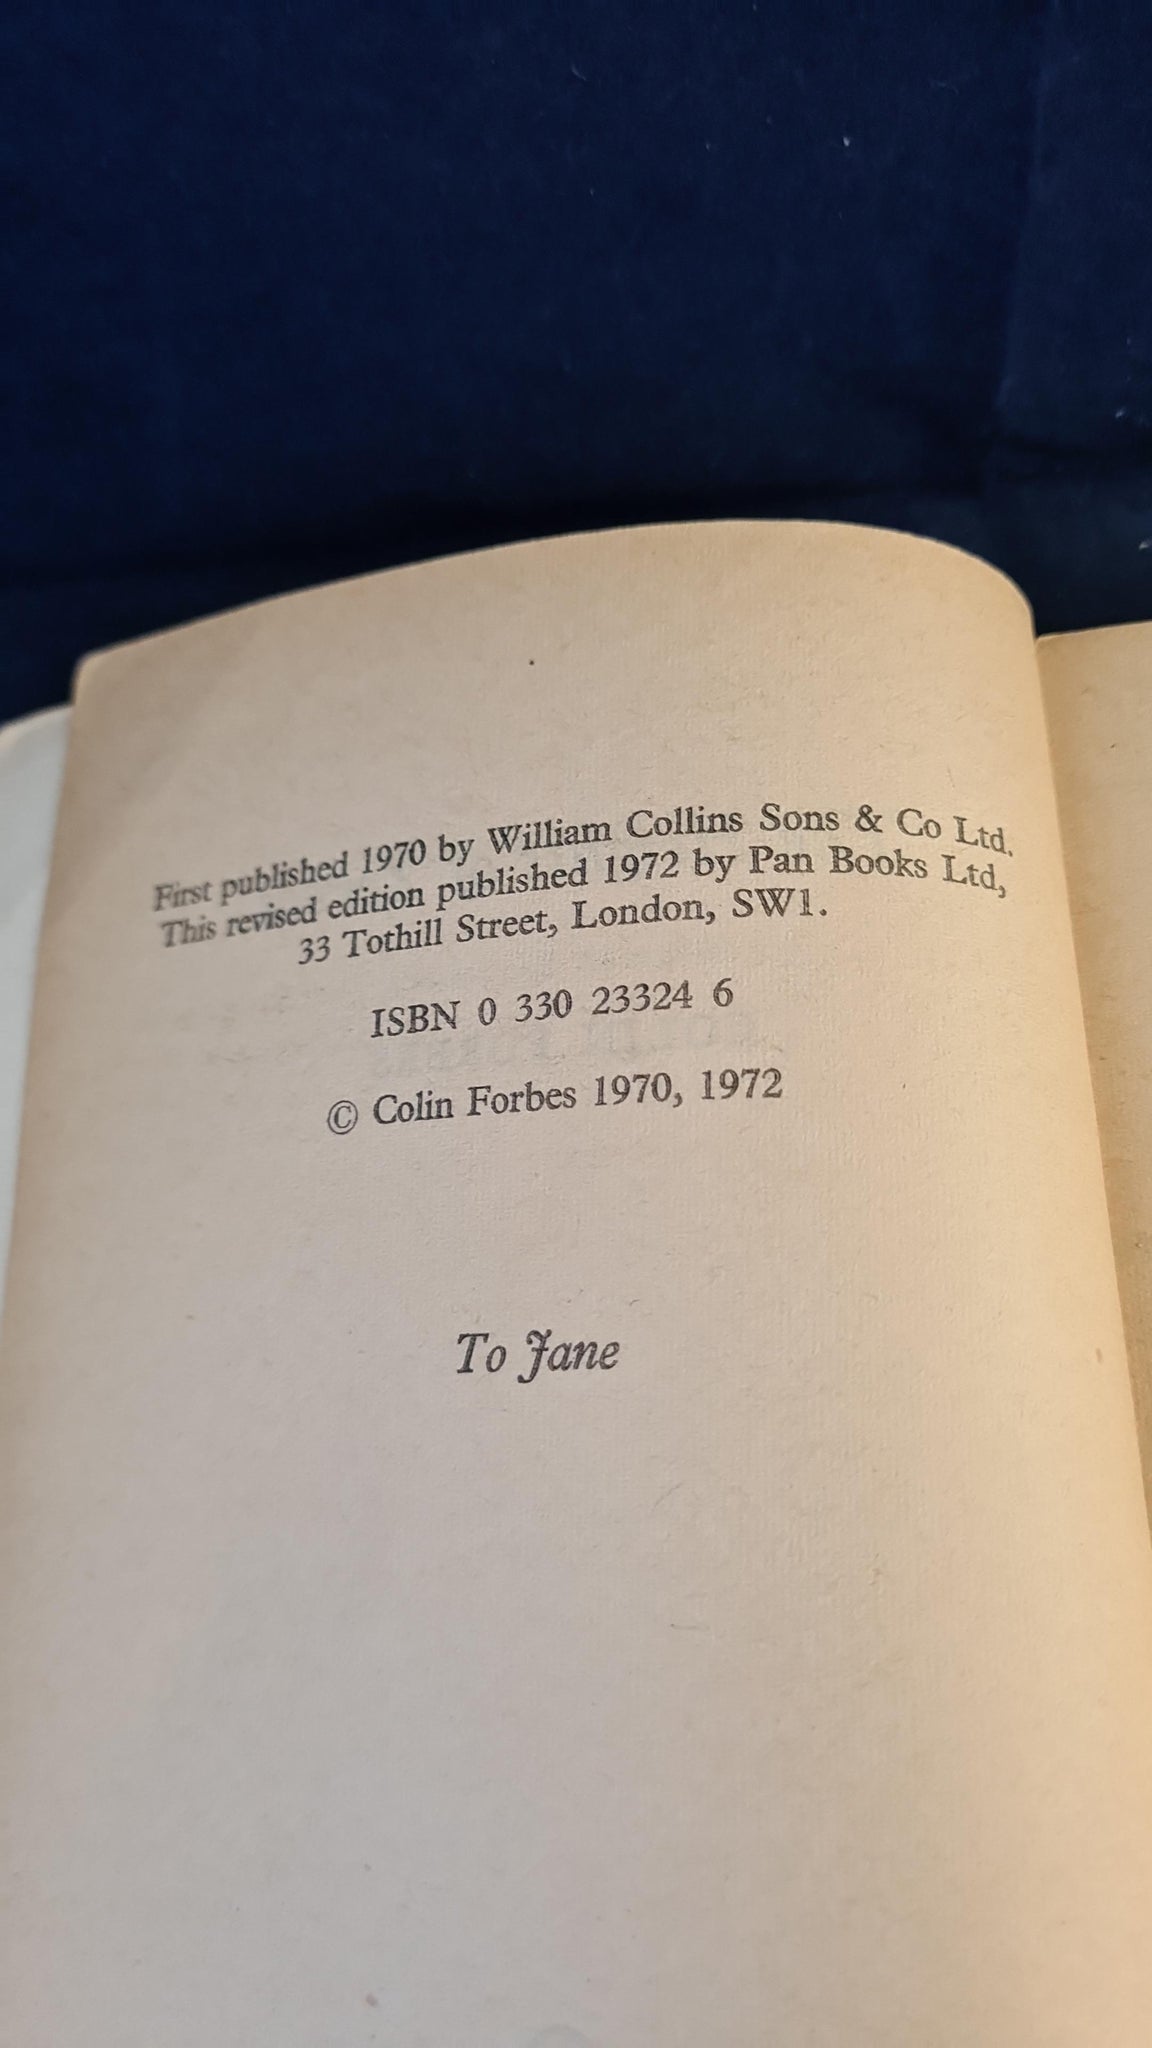 First published 1970 by William Collins Sons & Co Ltd.
This revised edition published 1972 by Pan Books Ltd,
33 Tothill Street, London, SW1.
ISBN 0 330 23324 6
© Colin Forbes 1970, 1972
To Jane